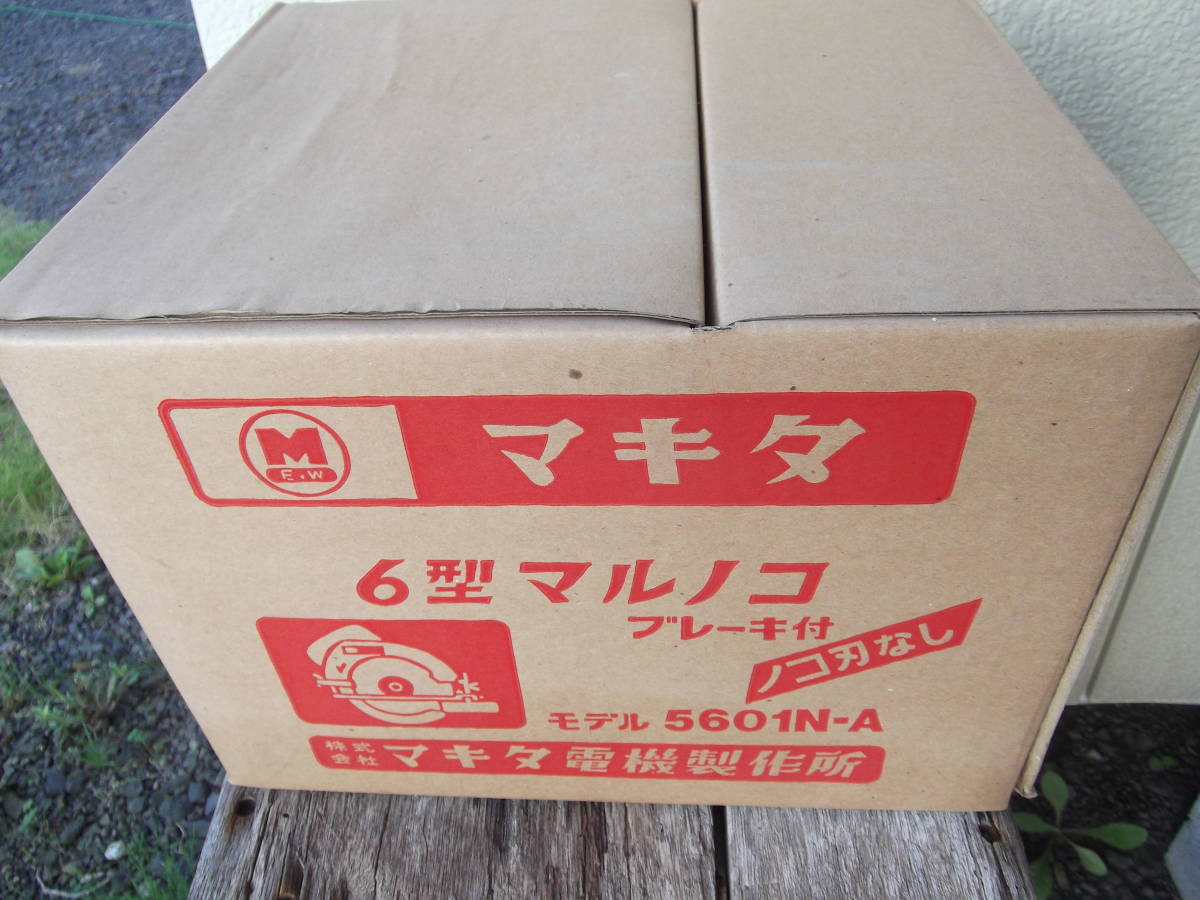 M
E.W
マキタ
6型マルノコ
ブレーキ付
ノコ刃なし
モデル 5601N-A
株式会社 マキタ電機製作所